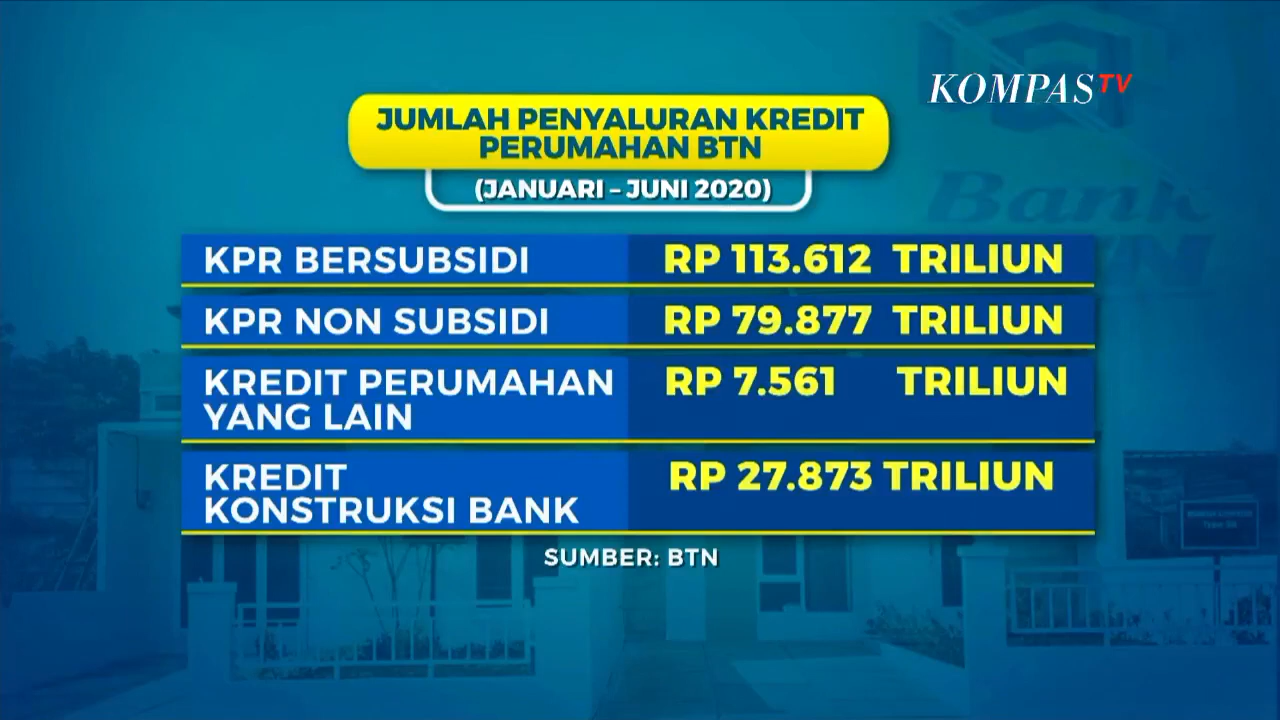 KOMPASTV
JUMLAH PENYALURAN KREDIT
PERUMAHAN BTN
(JANUARI – JUNI 2020)
KPR BERSUBSIDI RP 113.612 TRILIUN
KPR NON SUBSIDI RP 79.877 TRILIUN
KREDIT PERUMAHAN RP 7.561 TRILIUN
YANG LAIN
KREDIT RP 27.873 TRILIUN
KONSTRUKSI BANK
SUMBER: BTN
Bank